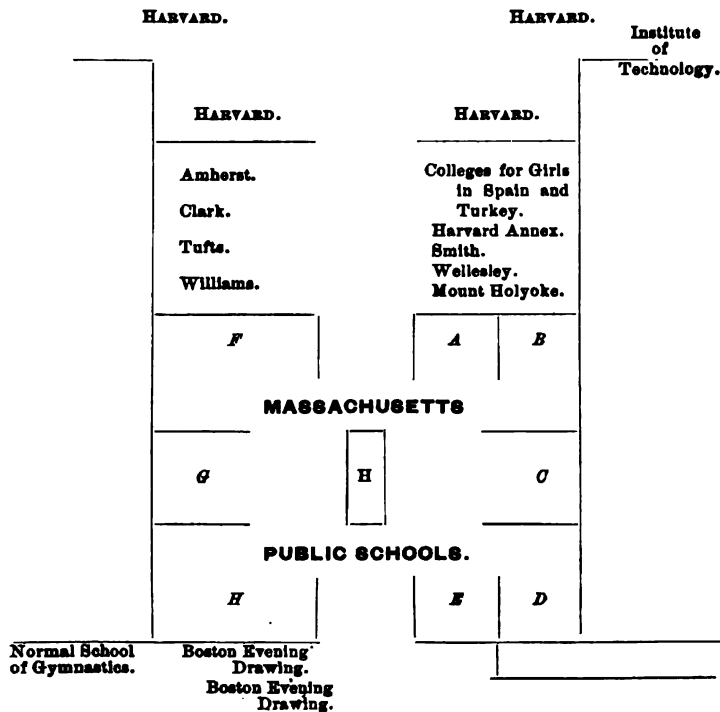 HARVARD.
HARVARD.
Institute
of
Technology.
HARVARD.
HARVARD.
Amherst.
Clark.
Tufts.
Williams.
Colleges for Girls
in Spain and
Turkey.
Harvard Annex.
Smith.
Wellesley.
Mount Holyoke.
F
A
B
MASSACHUSETTS
G
H
C
PUBLIC SCHOOLS.
H
E
D
Normal School
of Gymnastics.
Boston Evening
Drawing.
Boston Evening
Drawing.